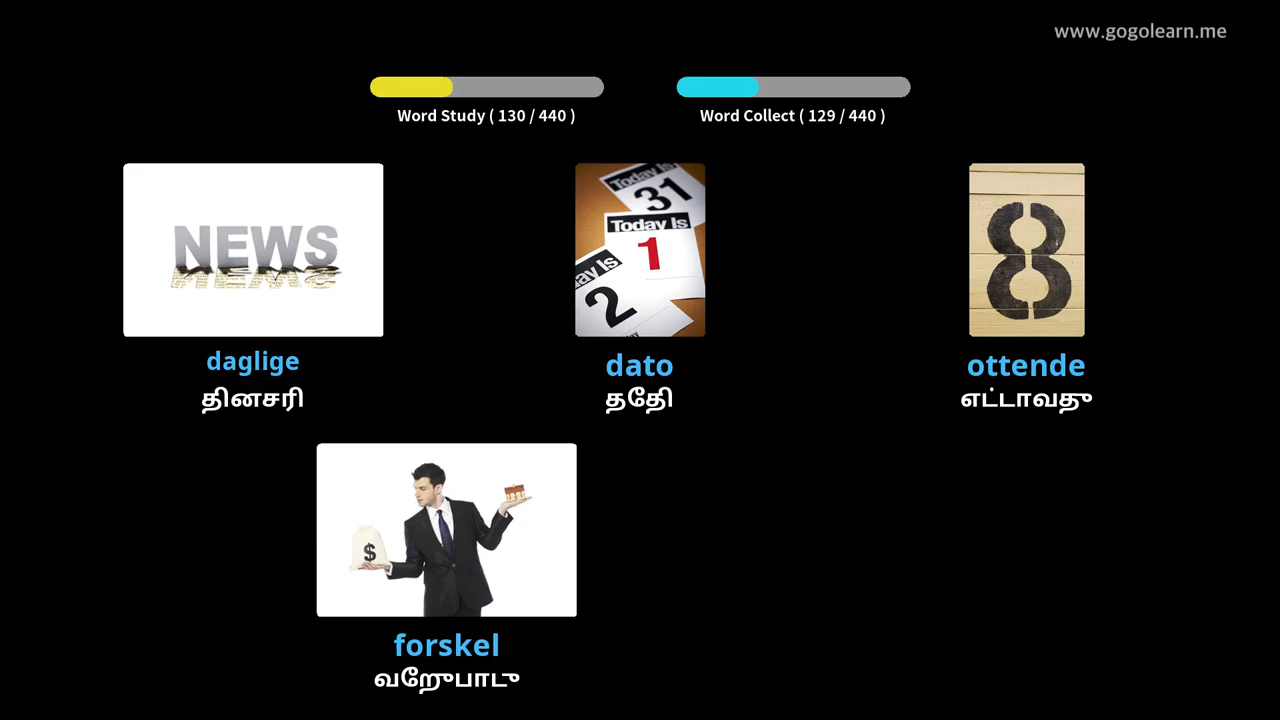 www.gogolearn.me
Word Study ( 130 / 440 )
Word Collect ( 129 / 440 )
NEWS
Today Is
31
Today Is
1
ay Is
2
8
daglige
dato
ottende
தினசரி
தேதி
எட்டாவது
$
forskel
வேறுபாடு